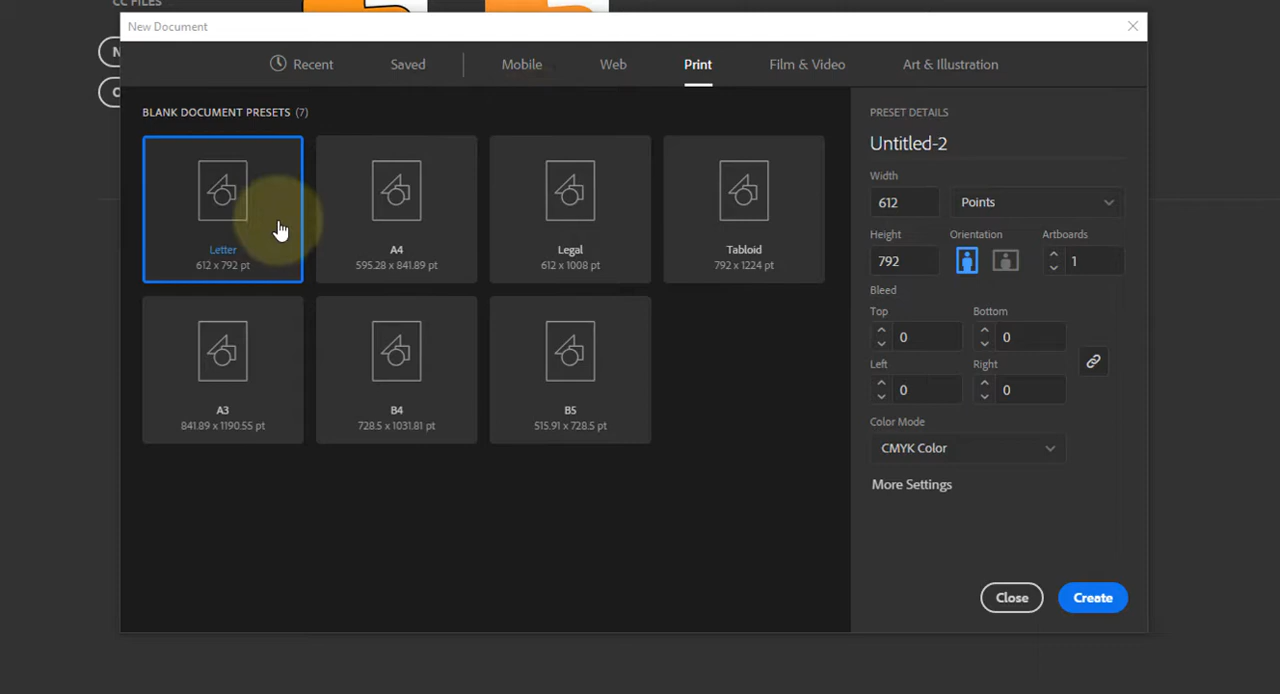 CC FILES
New Document
Recent Saved Mobile Web Print Film & Video Art & Illustration
BLANK DOCUMENT PRESETS (7)
Letter
612 x 792 pt
A4
595.28 x 841.89 pt
Legal
612 x 1008 pt
Tabloid
792 x 1224 pt
A3
841.89 x 1190.55 pt
B4
728.5 x 1031.81 pt
B5
515.91 x 728.5 pt
PRESET DETAILS
Untitled-2
Width
612 Points
Height Orientation Artboards
792 1
Bleed
Top Bottom
0 0
Left Right
0 0
Color Mode
CMYK Color
More Settings
Close Create